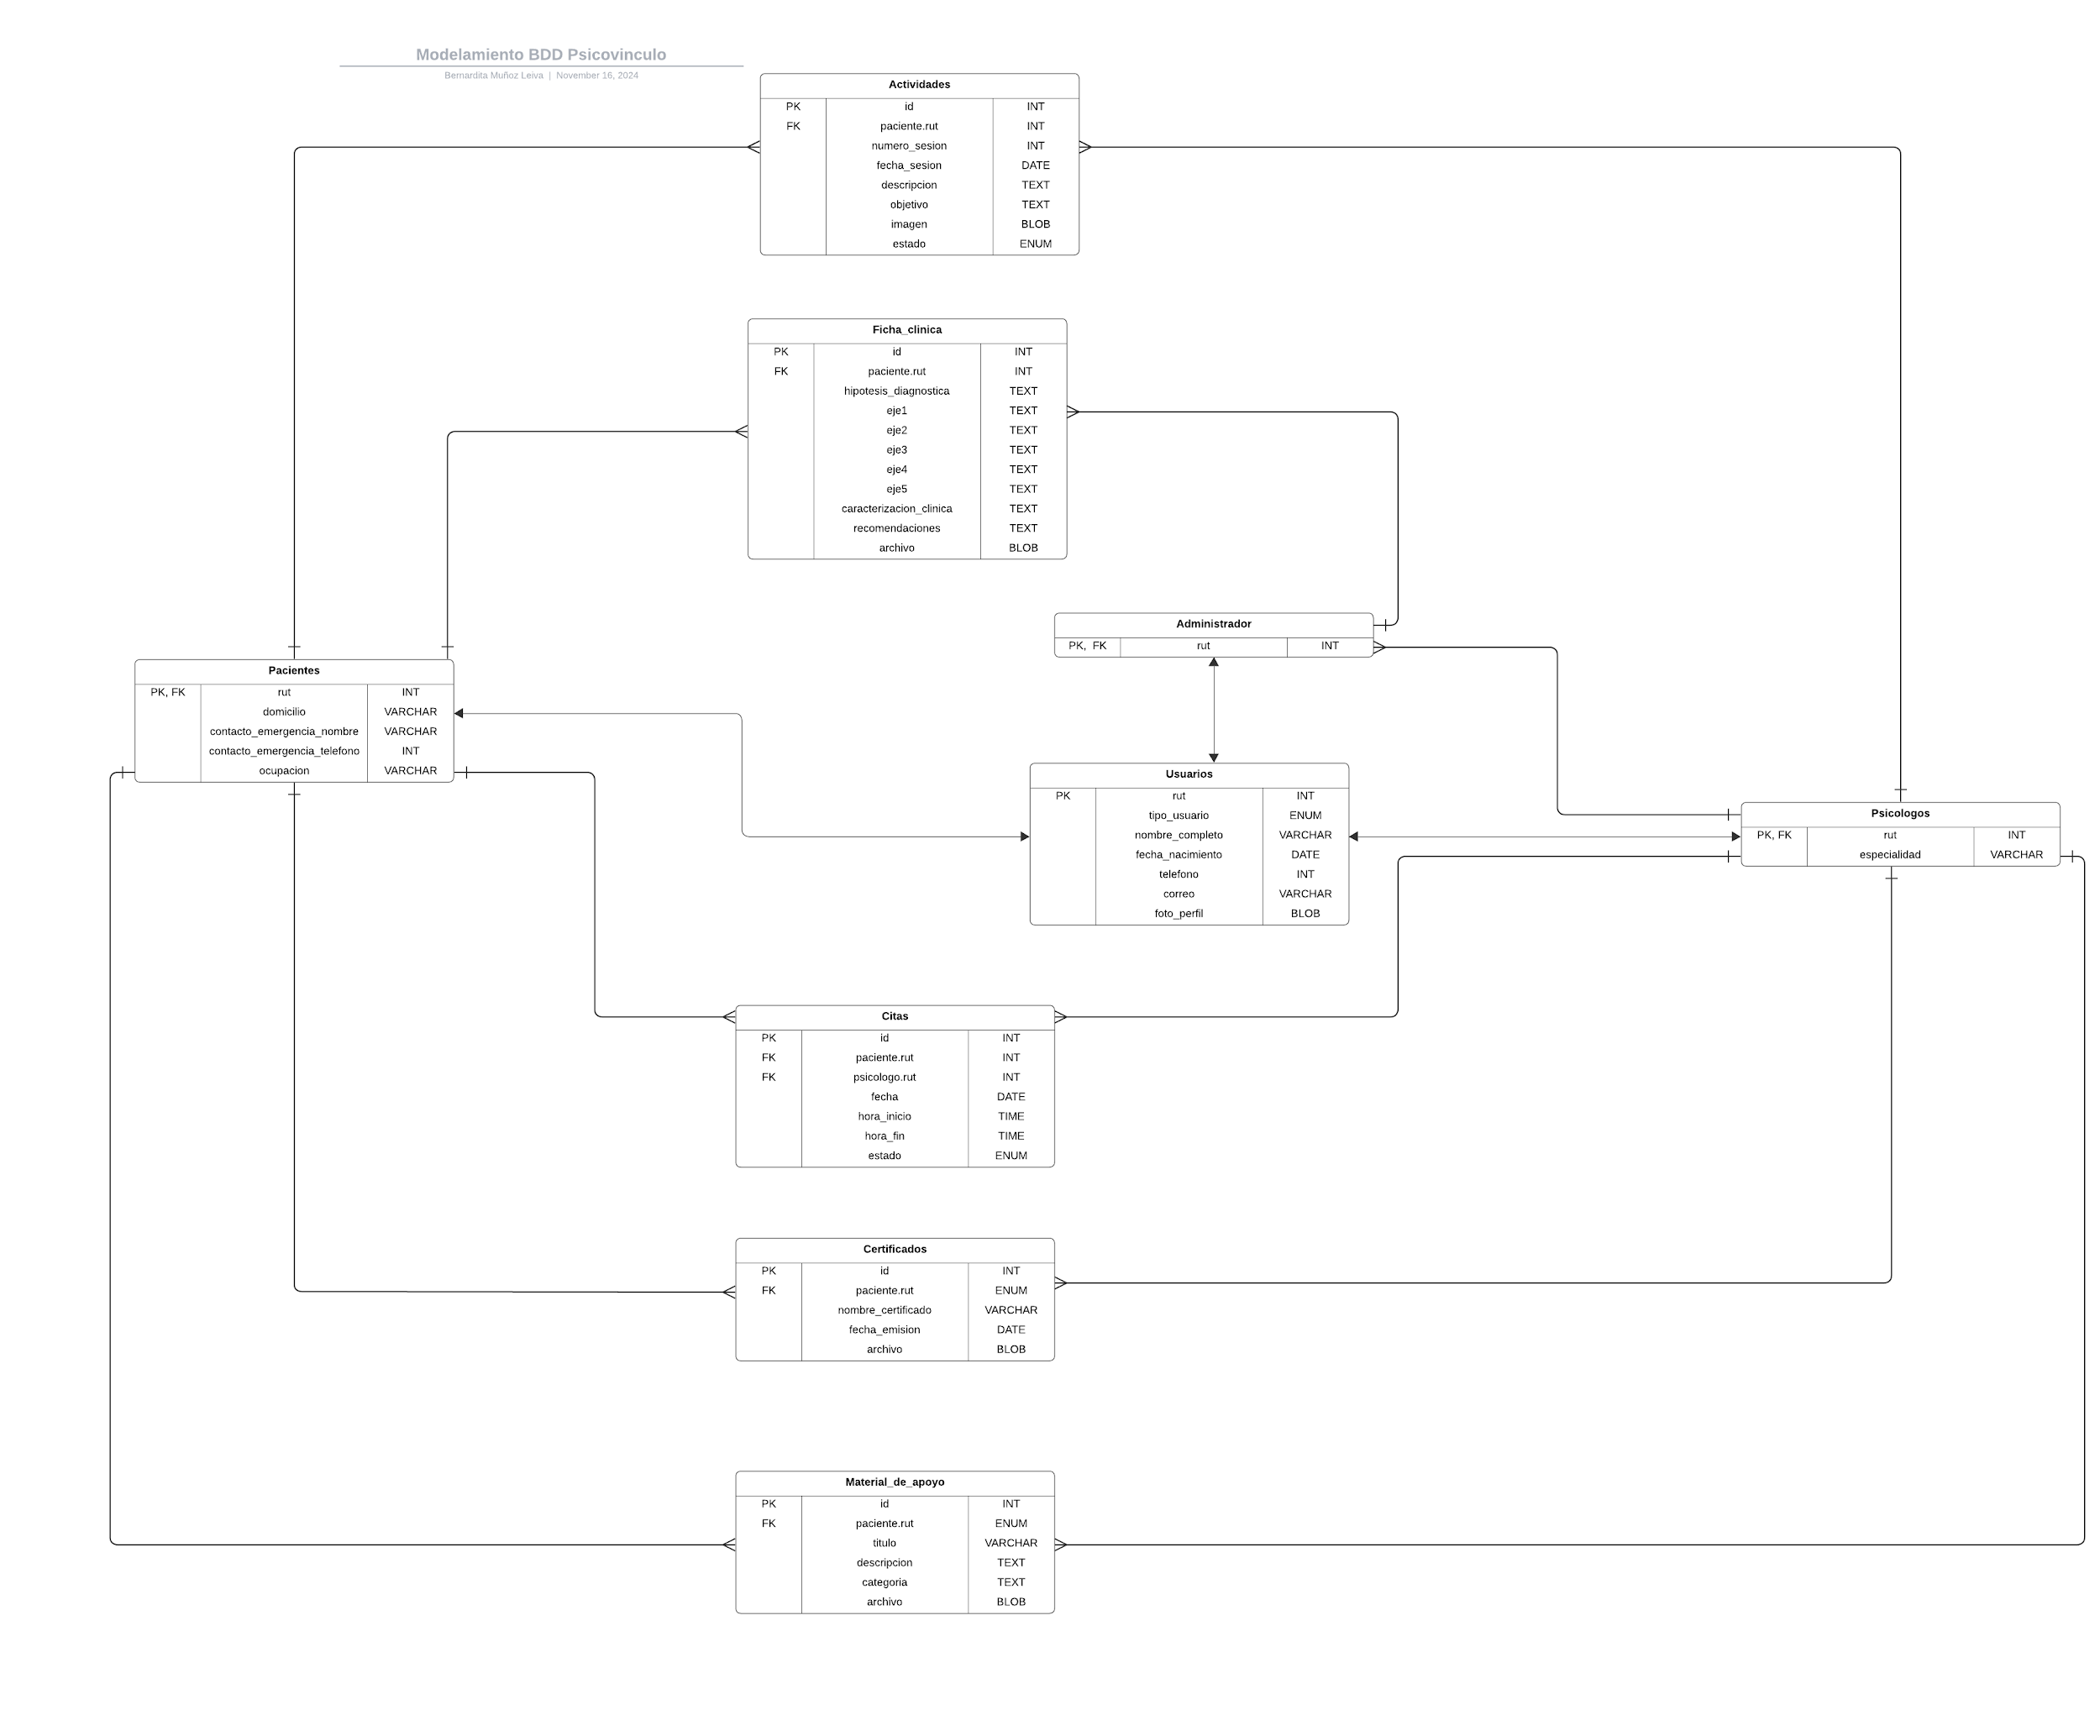 Modelamiento BDD Psicovinculo
Bernardita Muñoz Leiva | November 16, 2024
Actividades
PK id INT
FK paciente.rut INT
numero_sesion INT
fecha_sesion DATE
descripcion TEXT
objetivo TEXT
imagen BLOB
estado ENUM
Ficha_clinica
PK id INT
FK paciente.rut INT
hipotesis_diagnostica TEXT
eje1 TEXT
eje2 TEXT
eje3 TEXT
eje4 TEXT
eje5 TEXT
caracterizacion_clinica TEXT
recomendaciones TEXT
archivo BLOB
Administrador
PK, FK rut INT
Pacientes
PK, FK rut INT
domicilio VARCHAR
contacto_emergencia_nombre VARCHAR
contacto_emergencia_telefono INT
ocupacion VARCHAR
Usuarios
PK rut INT
tipo_usuario ENUM
nombre_completo VARCHAR
fecha_nacimiento DATE
telefono INT
correo VARCHAR
foto_perfil BLOB
Psicologos
PK, FK rut INT
especialidad VARCHAR
Citas
PK id INT
FK paciente.rut INT
FK psicologo.rut INT
fecha DATE
hora_inicio TIME
hora_fin TIME
estado ENUM
Certificados
PK id INT
FK paciente.rut ENUM
nombre_certificado VARCHAR
fecha_emision DATE
archivo BLOB
Material_de_apoyo
PK id INT
FK paciente.rut ENUM
titulo VARCHAR
descripcion TEXT
categoria TEXT
archivo BLOB